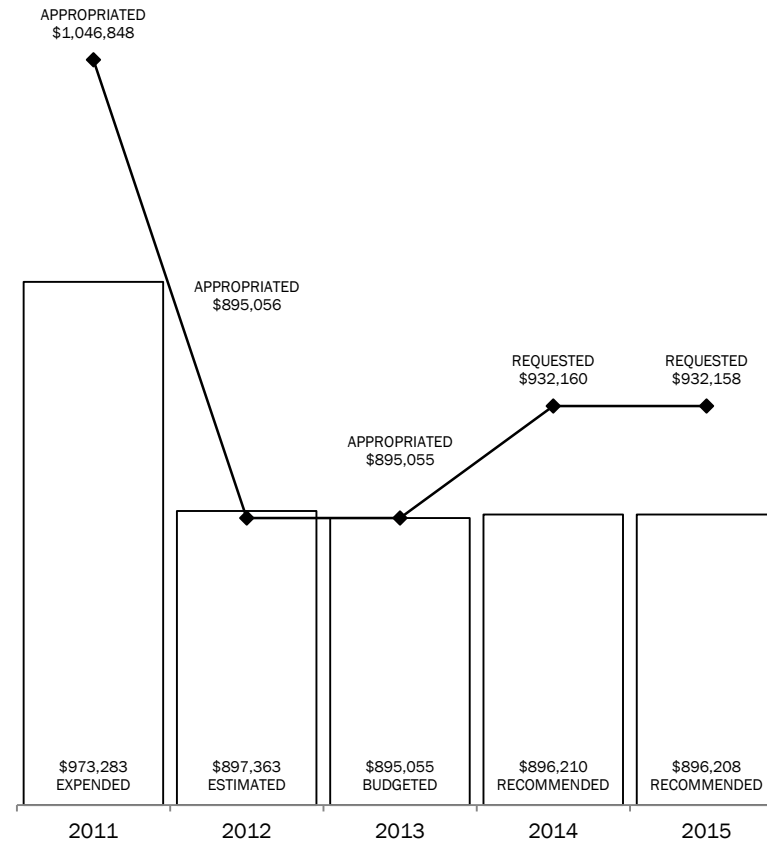 APPROPRIATED
$1,046,848
APPROPRIATED
$895,056
REQUESTED
$932,160
REQUESTED
$932,158
APPROPRIATED
$895,055
$973,283
EXPENDED
$897,363
ESTIMATED
$895,055
BUDGETED
$896,210
RECOMMENDED
$896,208
RECOMMENDED
2011
2012
2013
2014
2015